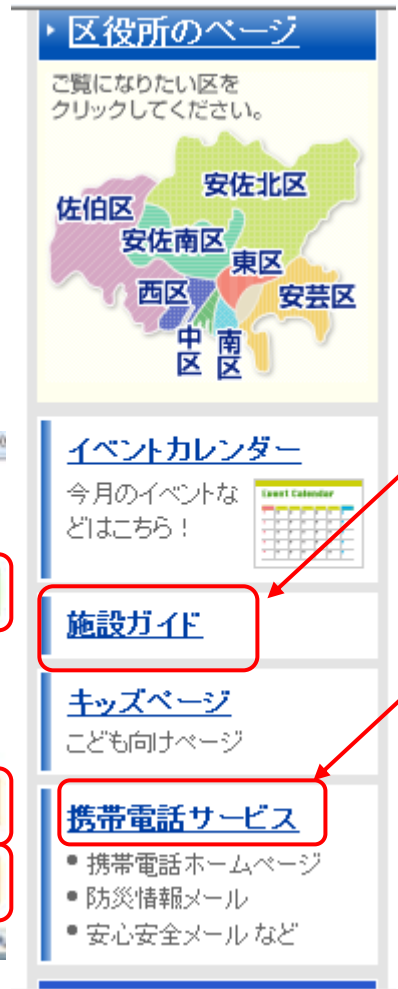 区役所のページ
ご覧になりたい区を
クリックしてください。
安佐北区
佐伯区
安佐南区
東区
西区
安芸区
中区
南区
イベントカレンダー
今月のイベントな
どはこちら！
Event Calendar
施設ガイド
キッズページ
こども向けページ
携帯電話サービス
• 携帯電話ホームページ
• 防災情報メール
• 安心安全メール など